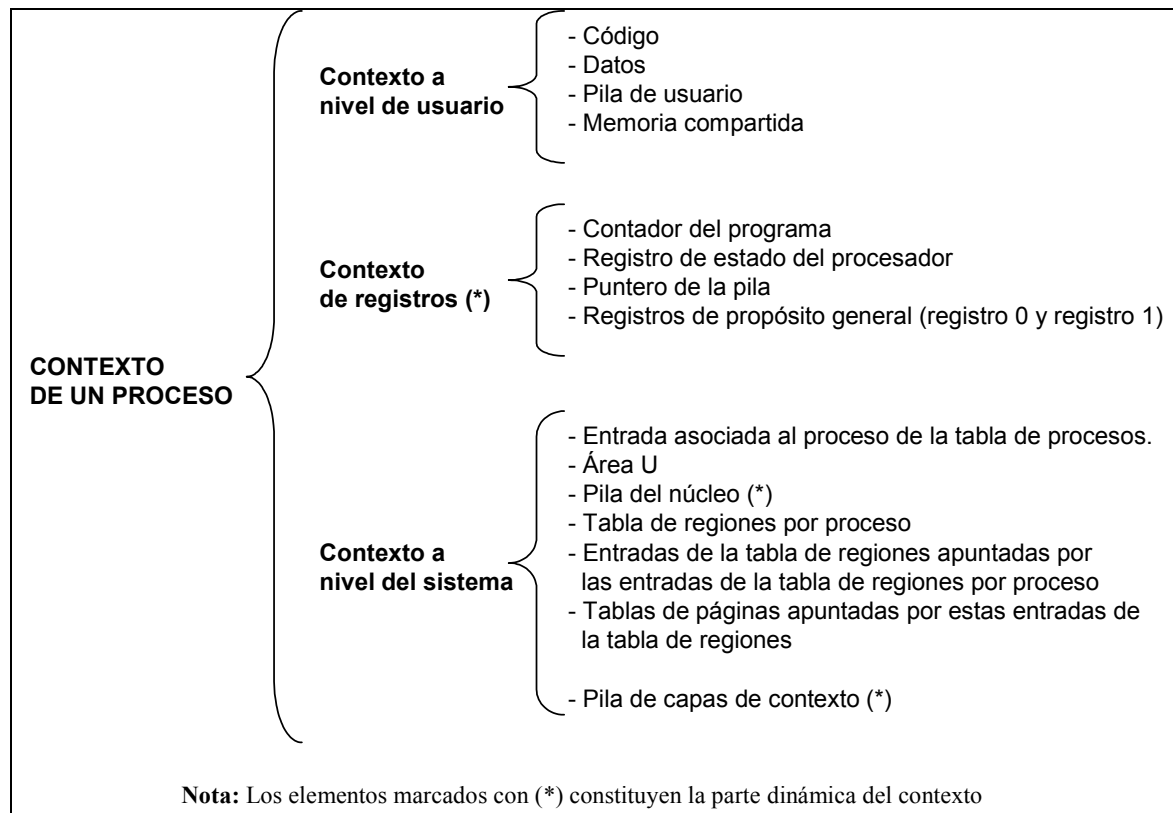 CONTEXTO
DE UN PROCESO
Contexto a
nivel de usuario
- Código
- Datos
- Pila de usuario
- Memoria compartida
Contexto
de registros (*)
- Contador del programa
- Registro de estado del procesador
- Puntero de la pila
- Registros de propósito general (registro 0 y registro 1)
Contexto a
nivel del sistema
- Entrada asociada al proceso de la tabla de procesos.
- Área U
- Pila del núcleo (*)
- Tabla de regiones por proceso
- Entradas de la tabla de regiones apuntadas por
las entradas de la tabla de regiones por proceso
- Tablas de páginas apuntadas por estas entradas de
la tabla de regiones
- Pila de capas de contexto (*)
Nota: Los elementos marcados con (*) constituyen la parte dinámica del contexto